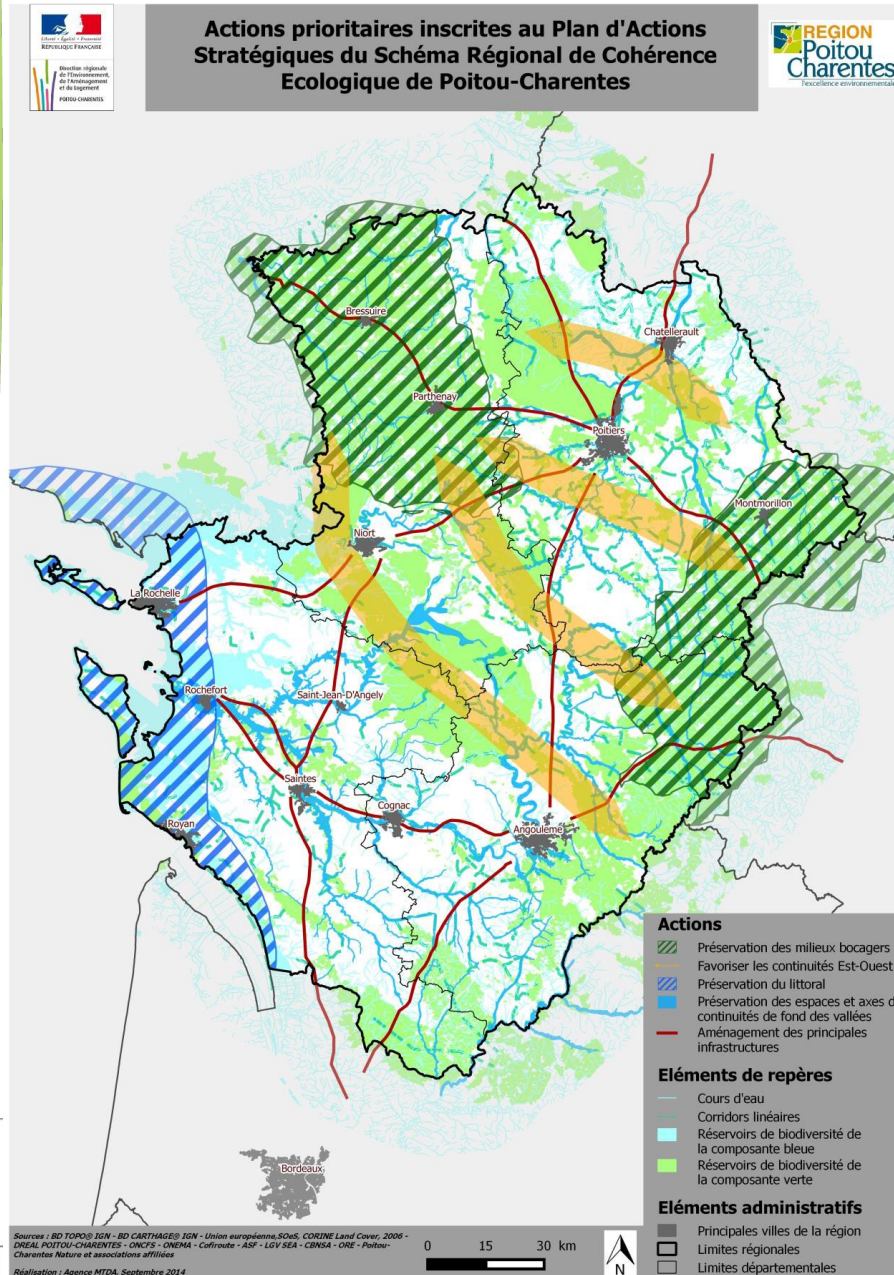 Liberté • Égalité • Fraternité
RÉPUBLIQUE FRANÇAISE
Direction régionale
de l'Environnement,
de l'Aménagement
et du Logement
POITOU-CHARENTES
Actions prioritaires inscrites au Plan d'Actions
Stratégiques du Schéma Régional de Cohérence
Ecologique de Poitou-Charentes
REGION
Poitou
Charentes
l'excellence environnementale
Bressuire
Chatellerault
Parthenay
Poitiers
Montmorillon
Niort
La Rochelle
Rochefort
Saint-Jean-D'Angely
Saintes
Cognac
Royan
Angouleme
Bordeaux
Actions
Préservation des milieux bocagers
Favoriser les continuités Est-Ouest
Préservation du littoral
Préservation des espaces et axes d
continuités de fond des vallées
Aménagement des principales
infrastructures
Eléments de repères
Cours d'eau
Corridors linéaires
Réservoirs de biodiversité de
la composante bleue
Réservoirs de biodiversité de
la composante verte
Eléments administratifs
Principales villes de la région
Limites régionales
Limites départementales
Sources : BD TOPO® IGN - BD CARTHAGE® IGN - Union européenne,SOeS, CORINE Land Cover, 2006 -
DREAL POITOU-CHARENTES - ONCFS - ONEMA - Cofiroute - ASF - LGV SEA - CBNSA - ORE - Poitou-
Charentes Nature et associations affiliées
Réalisation : Agence MTDA, Septembre 2014
0 15 30 km
N